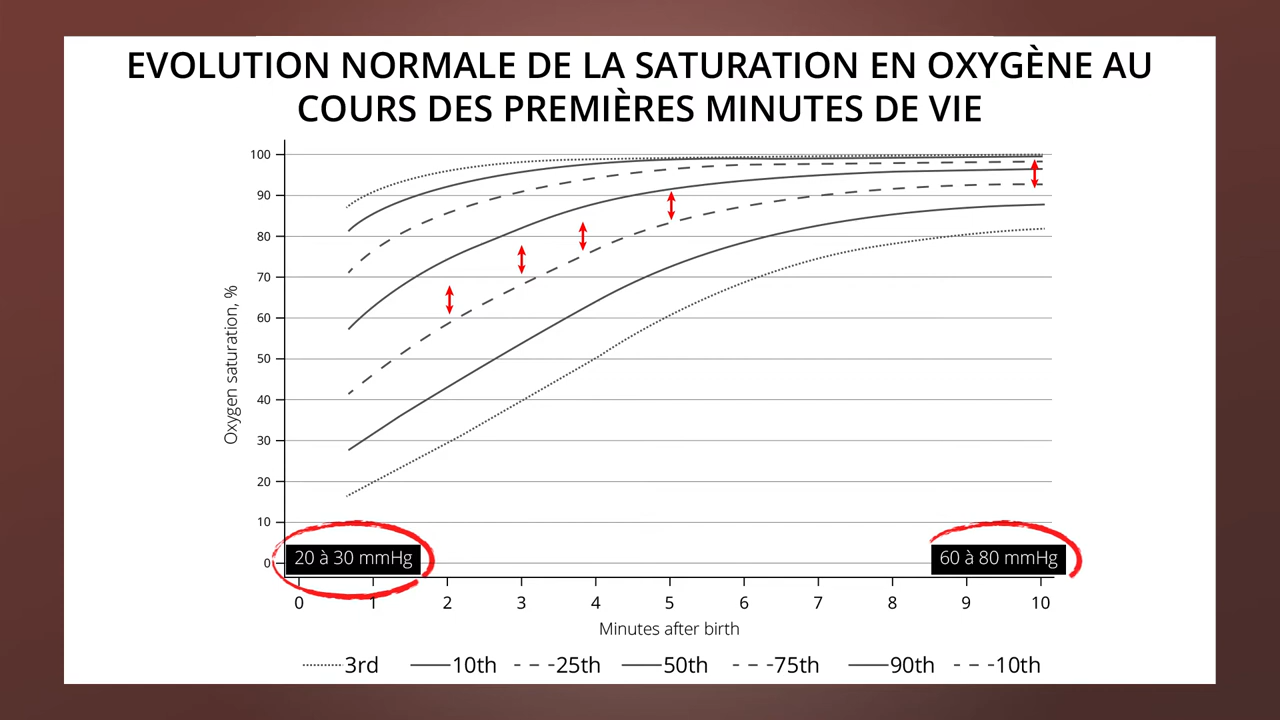 EVOLUTION NORMALE DE LA SATURATION EN OXYGÈNE AU
COURS DES PREMIÈRES MINUTES DE VIE
100
90
80
70
60
50
40
30
20
10
0
Oxygen saturation, %
20 à 30 mmHg
60 à 80 mmHg
0 1 2 3 4 5 6 7 8 9 10
Minutes after birth
3rd 10th 25th 50th 75th 90th 10th